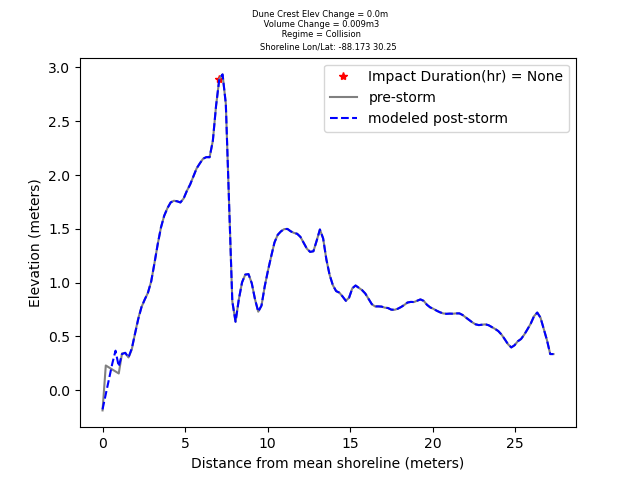 Dune Crest Elev Change = 0.0m
Volume Change = 0.009m3
Regime = Collision
Shoreline Lon/Lat: -88.173 30.25
Impact Duration(hr) = None
pre-storm
modeled post-storm
3.0
2.5
2.0
1.5
1.0
0.5
0.0
Elevation (meters)
0 5 10 15 20 25
Distance from mean shoreline (meters)